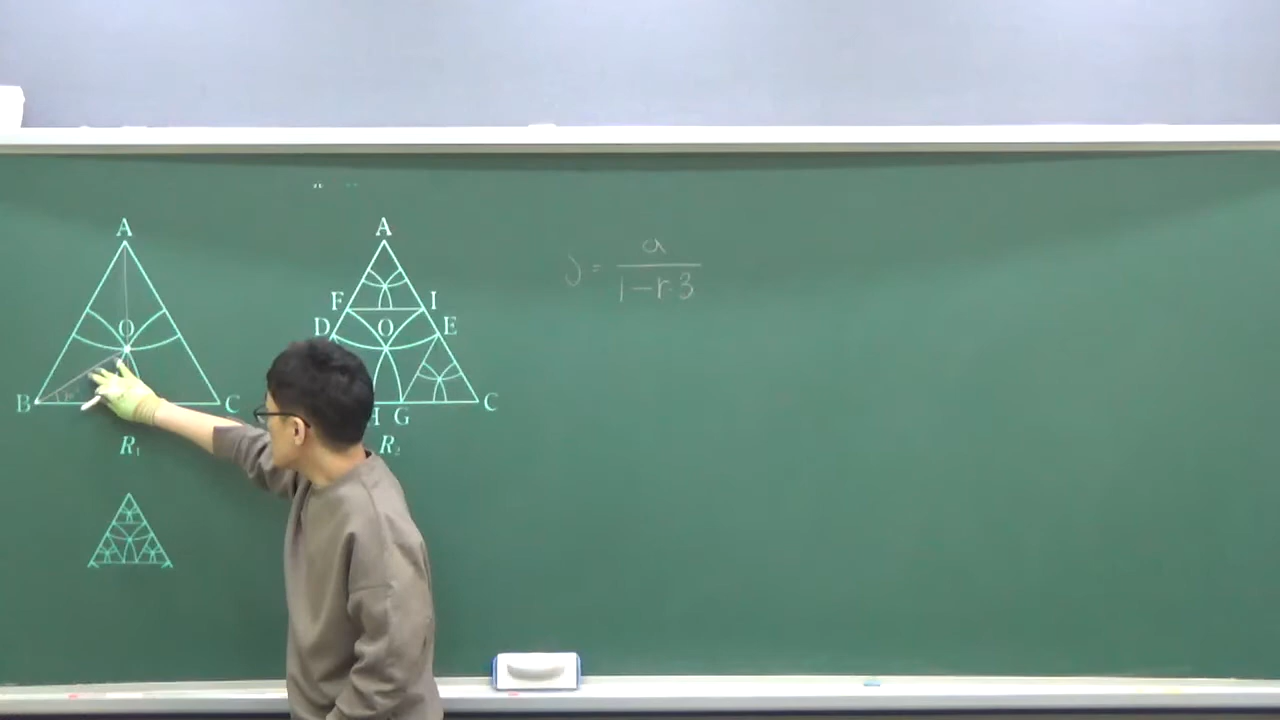 A
O
B
C
R₁
A
F
I
D
O
E
H
G
C
R₂
S = a / (1 - r·3)